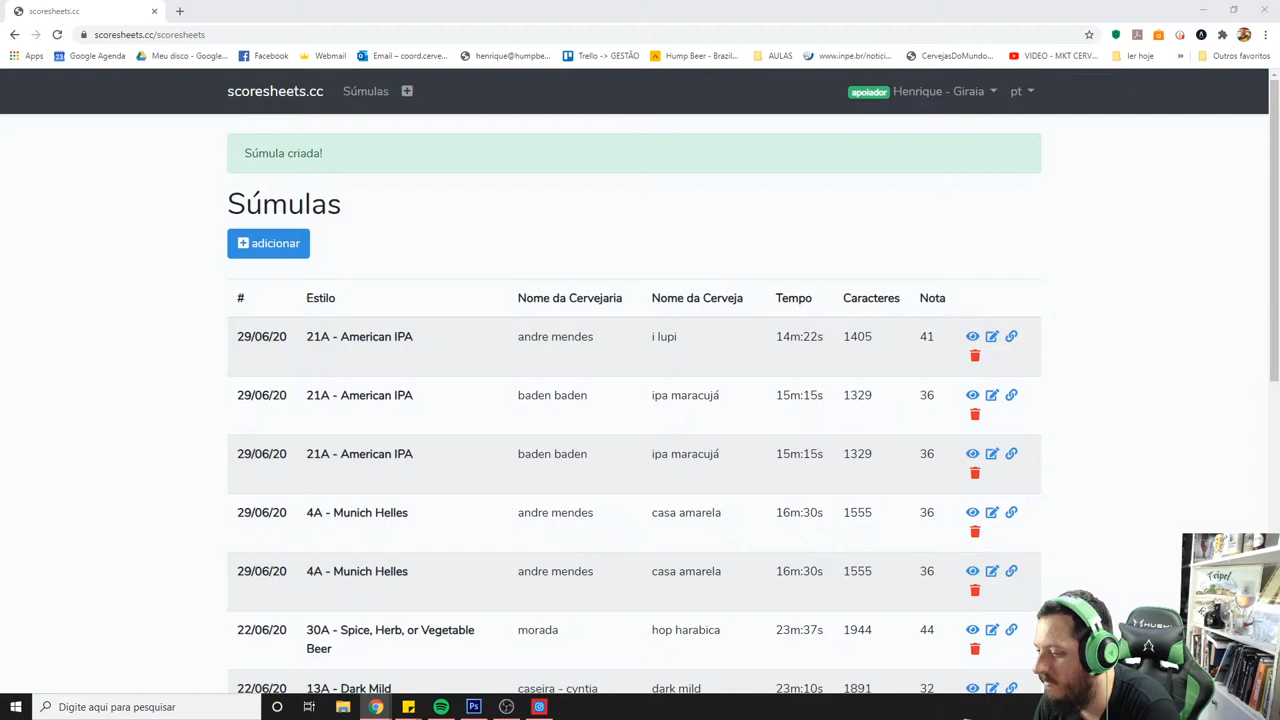 scoresheets.cc
scoresheets.cc/scoresheets
Apps Google Agenda Meu disco - Google... Facebook Webmail Email – coord.cerve... henrique@humpbe... Trello -> GESTÃO Hump Beer - Brazil... AULAS www.inpe.br/notici... CervejasDoMundo... VIDEO - MKT CERV... ler hoje » Outros favoritos
scoresheets.cc Súmulas apoiador Henrique - Giraia pt
Súmula criada!
Súmulas
adicionar
# Estilo Nome da Cervejaria Nome da Cerveja Tempo Caracteres Nota
29/06/20 21A - American IPA andre mendes i lupi 14m:22s 1405 41
29/06/20 21A - American IPA baden baden ipa maracujá 15m:15s 1329 36
29/06/20 21A - American IPA baden baden ipa maracujá 15m:15s 1329 36
29/06/20 4A - Munich Helles andre mendes casa amarela 16m:30s 1555 36
29/06/20 4A - Munich Helles andre mendes casa amarela 16m:30s 1555 36
22/06/20 30A - Spice, Herb, or Vegetable morada hop harabica 23m:37s 1944 44
Beer
22/06/20 13A - Dark Mild caseira - cyntia dark mild 23m:10s 1891 32
Teipel
Digite aqui para pesquisar
Ps